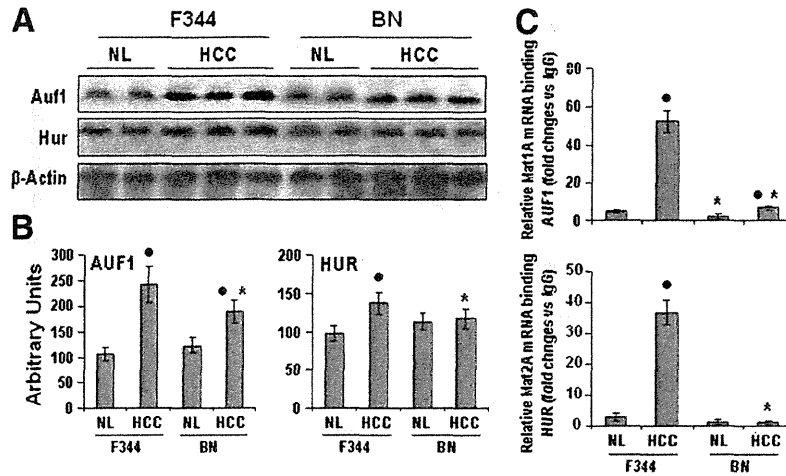 A
F344
BN
NL
HCC
NL
HCC
Auf1
Hur
β-Actin
B
Arbitrary Units
AUF1
300
250
200
150
100
50
0
NL
HCC
NL
HCC
F344
BN
HUR
200
150
100
50
0
NL
HCC
NL
HCC
F344
BN
C
Relative Mat1A mRNA binding
AUF1 (fold chnges vs IgG)
80
60
40
20
0
*
*
Relative Mat2A mRNA binding
HUR (fold chnges vs IgG)
50
40
30
20
10
0
*
NL
HCC
NL
HCC
F344
BN